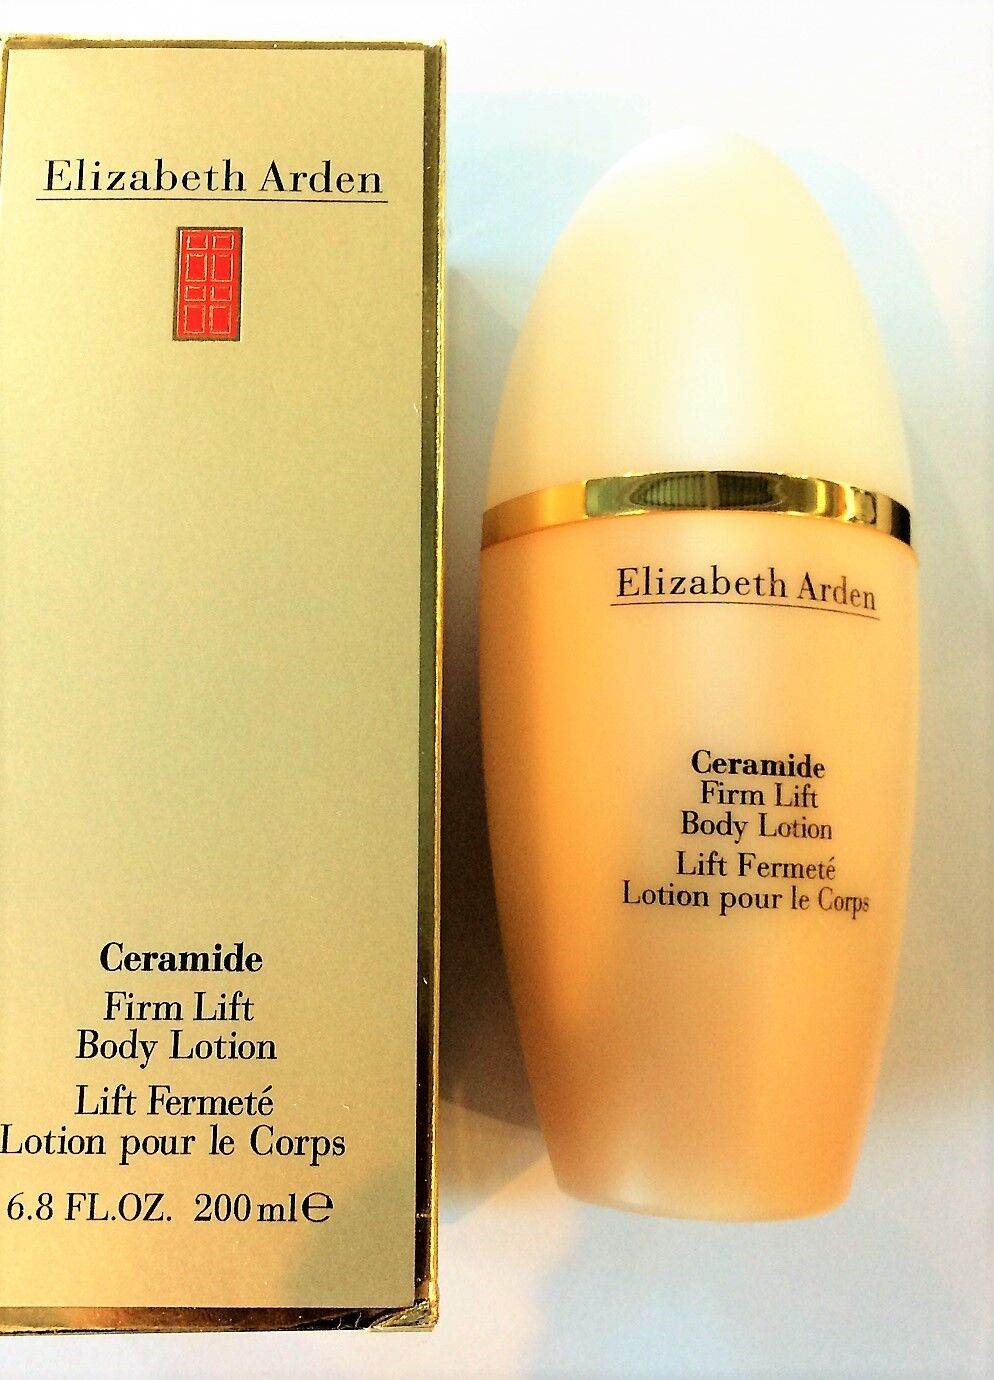 Elizabeth Arden
Ceramide
Firm Lift
Body Lotion
Lift Fermeté
Lotion pour le Corps
6.8 FL.OZ. 200 ml ℮
Elizabeth Arden
Ceramide
Firm Lift
Body Lotion
Lift Fermeté
Lotion pour le Corps